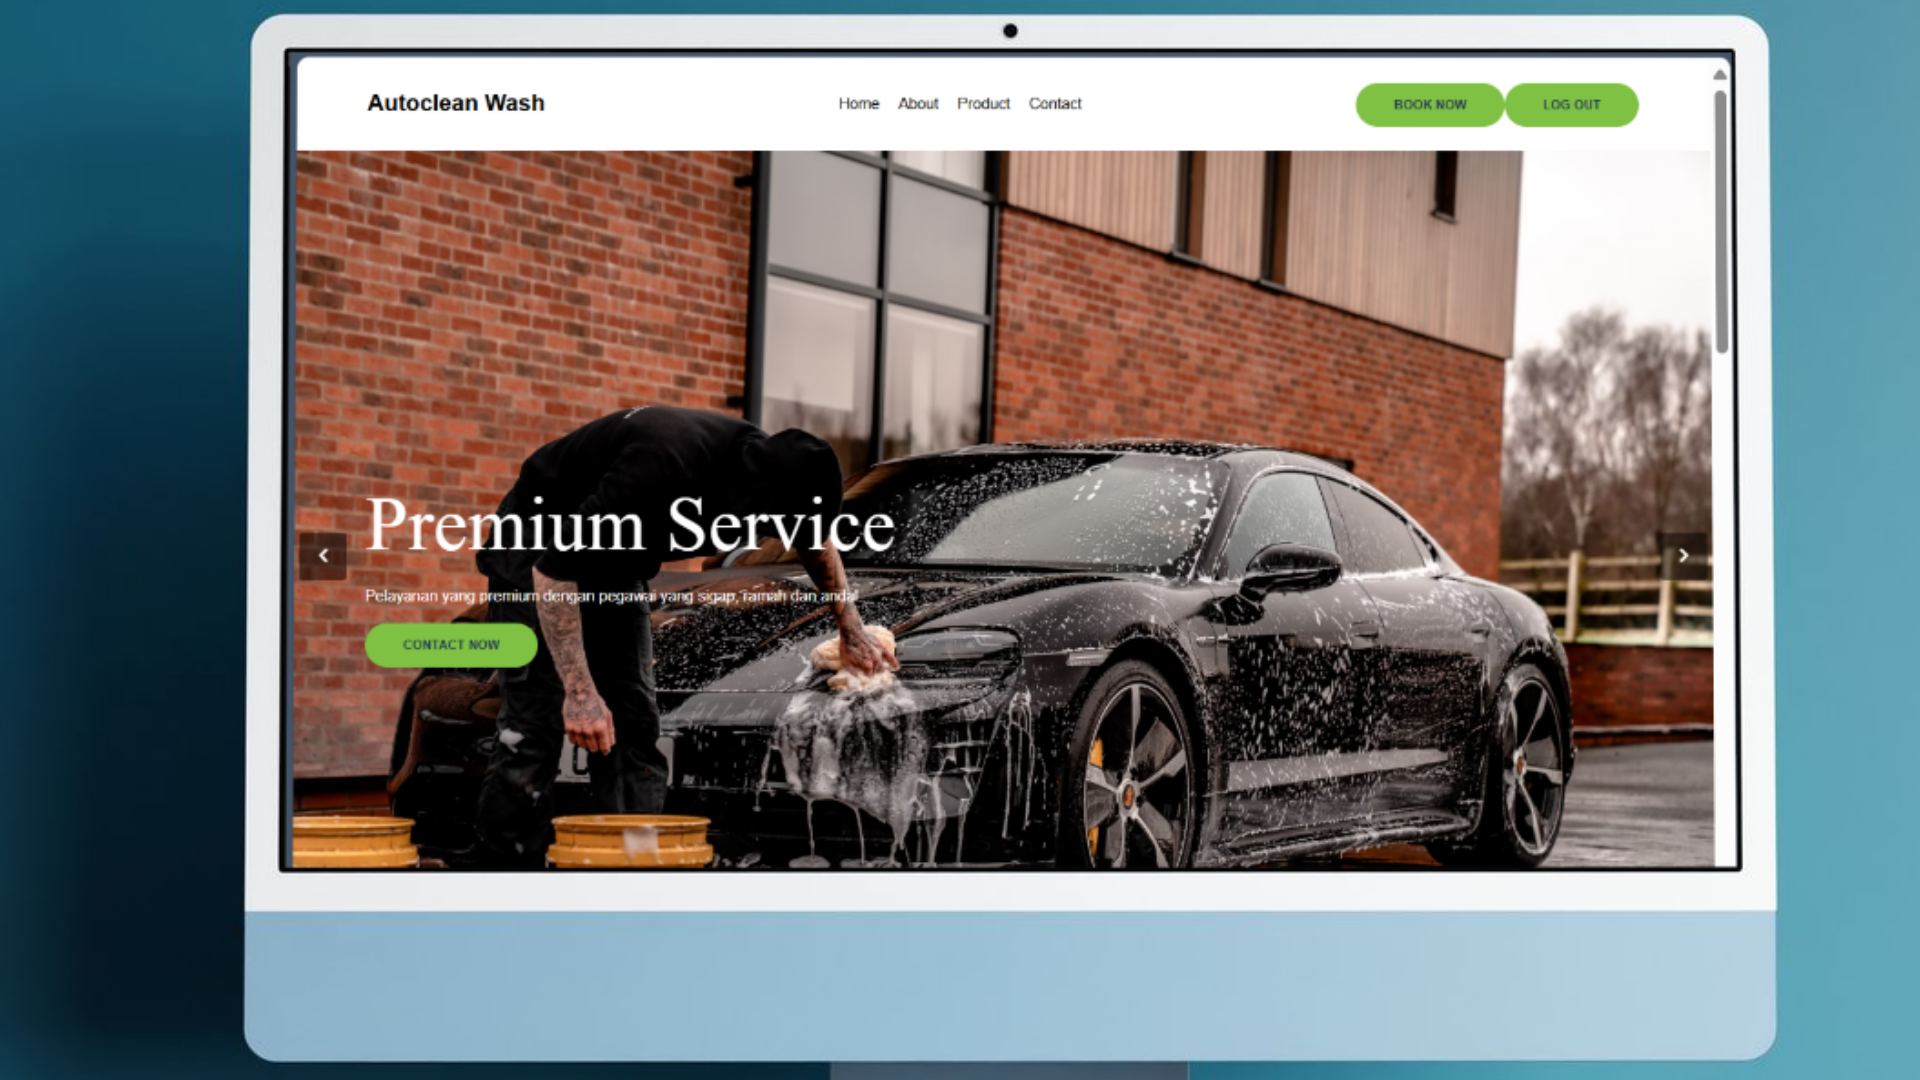 Autoclean Wash
Home About Product Contact
BOOK NOW LOG OUT
Premium Service
Pelayanan yang premium dengan pegawai yang sigap, ramah dan andal
CONTACT NOW